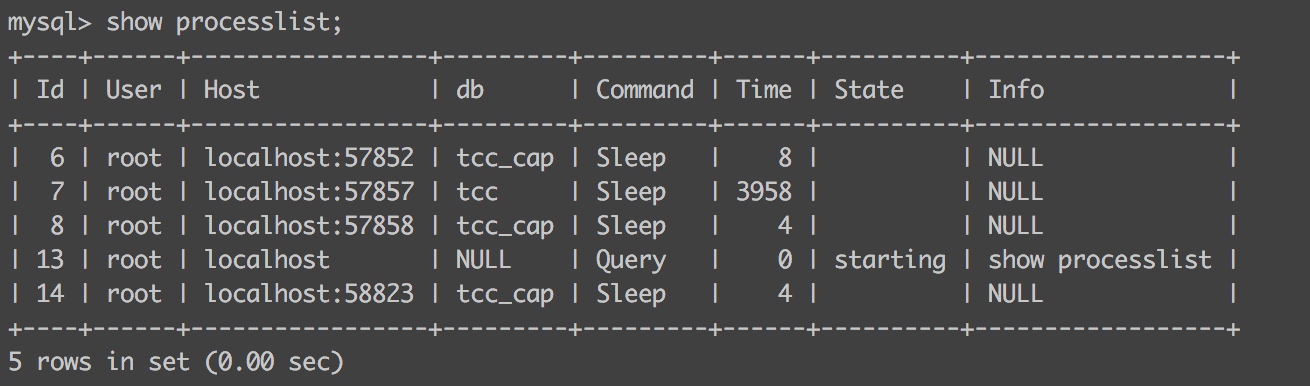 mysql> show processlist;
+----+------+-----------------+---------+---------+------+----------+------------------+
| Id | User | Host            | db      | Command | Time | State    | Info             |
+----+------+-----------------+---------+---------+------+----------+------------------+
|  6 | root | localhost:57852 | tcc_cap | Sleep   |    8 |          | NULL             |
|  7 | root | localhost:57857 | tcc     | Sleep   | 3958 |          | NULL             |
|  8 | root | localhost:57858 | tcc_cap | Sleep   |    4 |          | NULL             |
| 13 | root | localhost       | NULL    | Query   |    0 | starting | show processlist |
| 14 | root | localhost:58823 | tcc_cap | Sleep   |    4 |          | NULL             |
+----+------+-----------------+---------+---------+------+----------+------------------+
5 rows in set (0.00 sec)